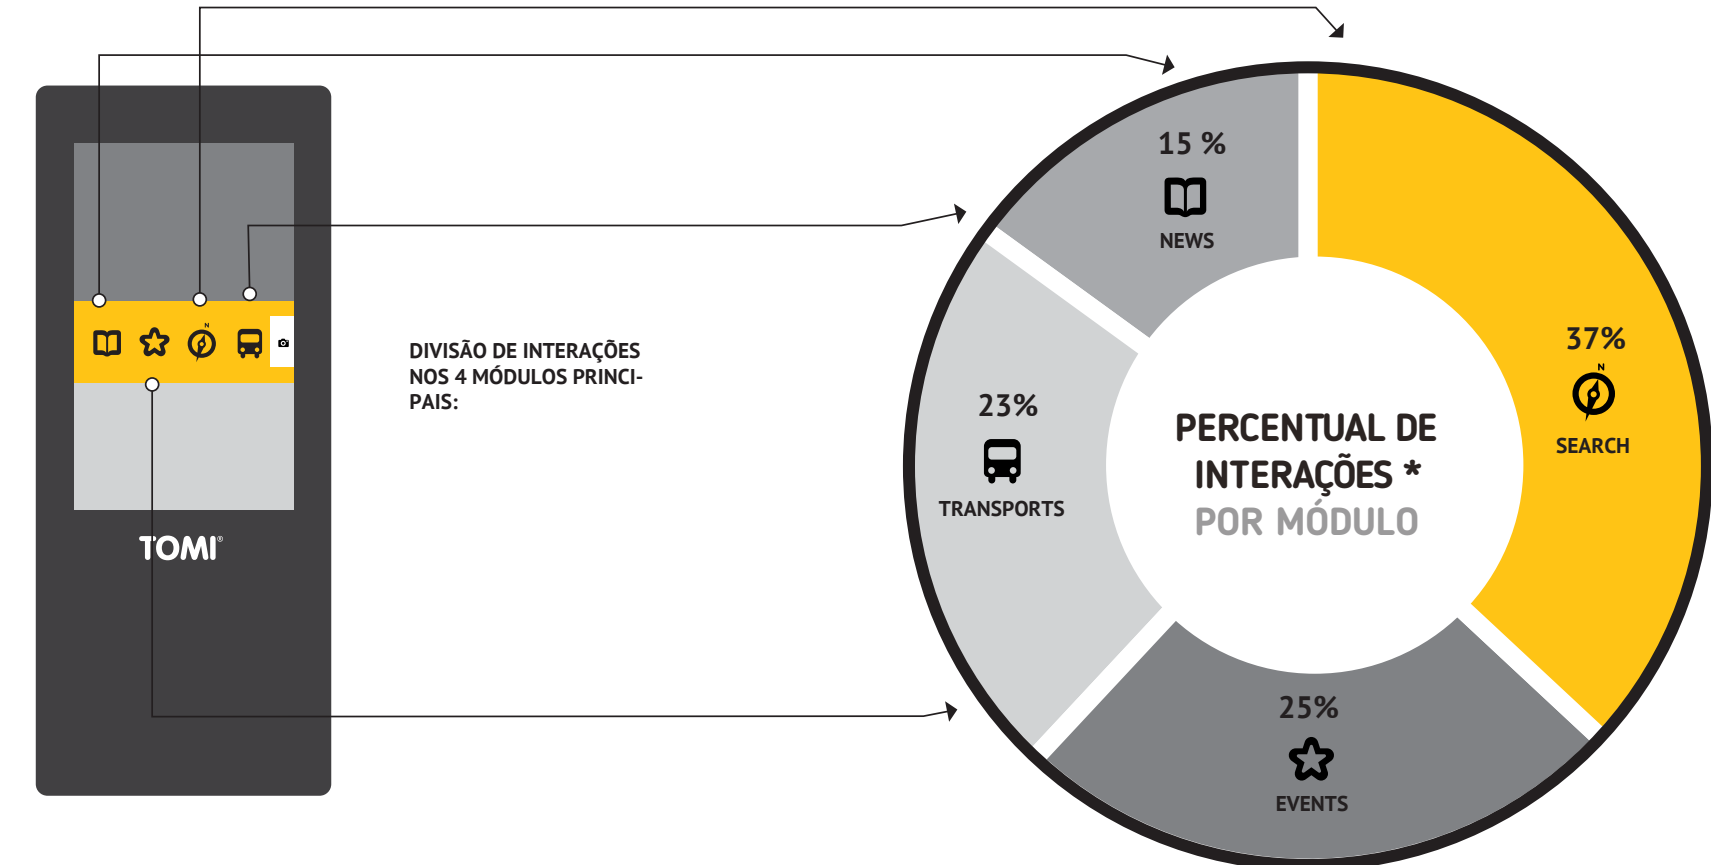 N
TOMI®
DIVISÃO DE INTERAÇÕES
NOS 4 MÓDULOS PRINCI-
PAIS:
15 %
NEWS
37%
N
SEARCH
23%
TRANSPORTS
PERCENTUAL DE
INTERAÇÕES *
POR MÓDULO
25%
EVENTS